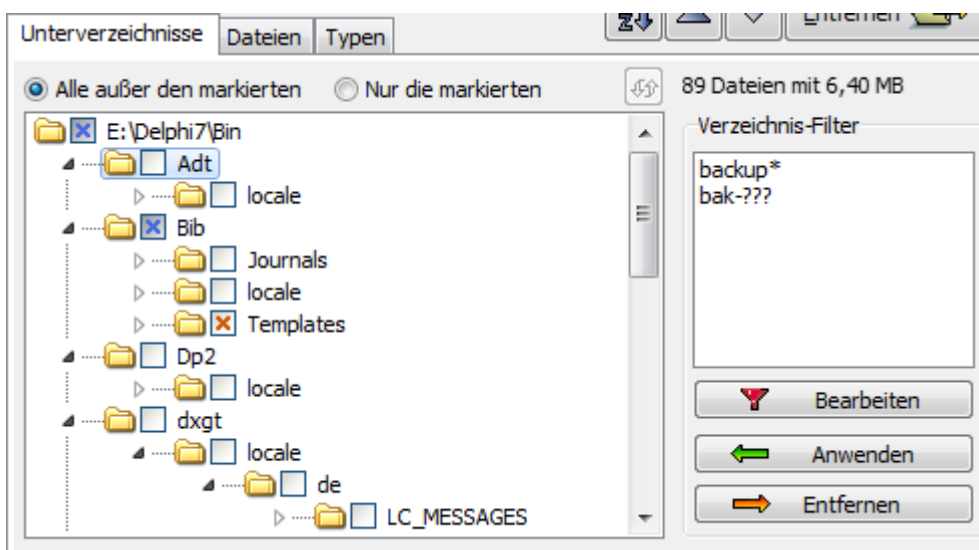 Entfernen
Unterverzeichnisse Dateien Typen
Alle außer den markierten Nur die markierten
89 Dateien mit 6,40 MB
E:\Delphi7\Bin
Adt
locale
Bib
Journals
locale
Templates
Dp2
locale
dxgt
locale
de
LC_MESSAGES
Verzeichnis-Filter
backup*
bak-???
Bearbeiten
Anwenden
Entfernen